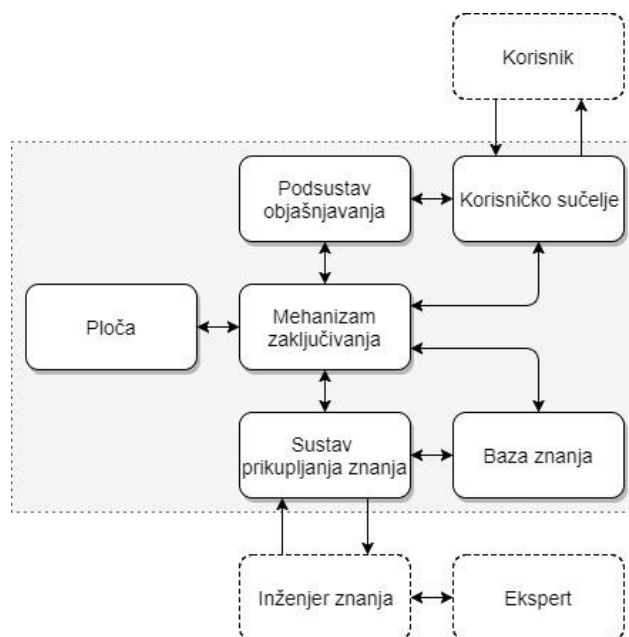 Korisnik
Podsustav
objašnjavanja
Korisničko sučelje
Ploča
Mehanizam
zaključivanja
Sustav
prikupljanja znanja
Baza znanja
Inženjer znanja
Ekspert